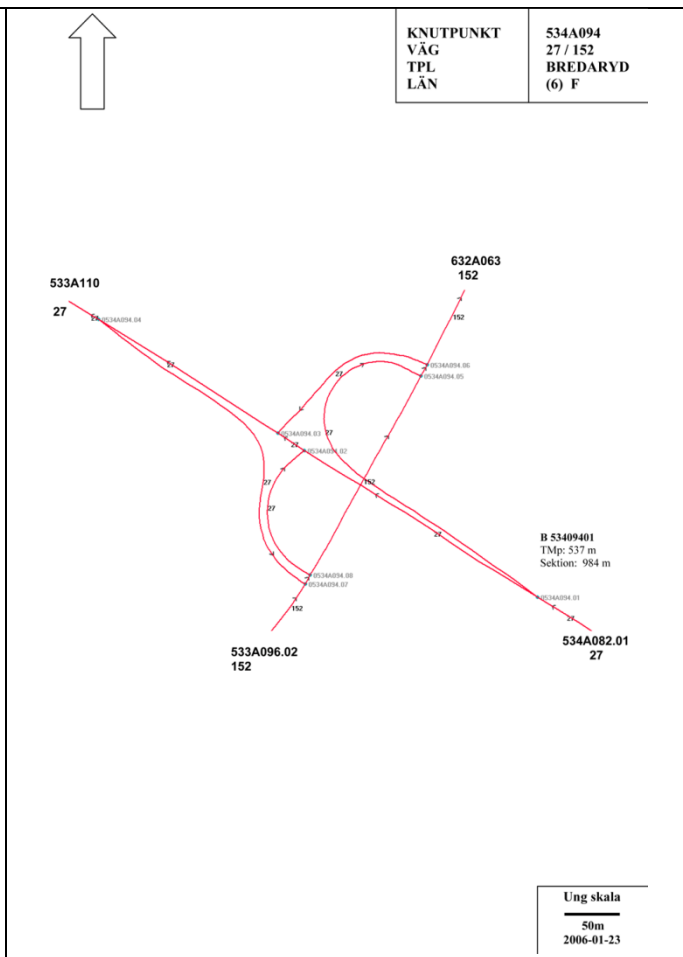 KNUTPUNKT 534A094
VÄG 27 / 152
TPL BREDARYD
LÄN (6) F
632A063
152
533A110
27
0534A094.04
152
27
0534A094.06
27
0534A094.05
0534A094.03
27
27
0534A094.02
152
27
27
27
B 53409401
TMp: 537 m
Sektion: 984 m
0534A094.08
0534A094.07
0534A094.01
152
27
534A082.01
27
533A096.02
152
Ung skala
50m
2006-01-23